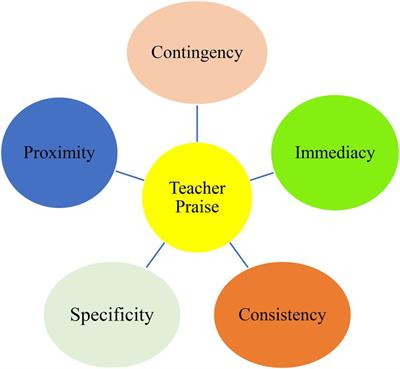 Contingency
Proximity
Immediacy
Teacher
Praise
Specificity
Consistency